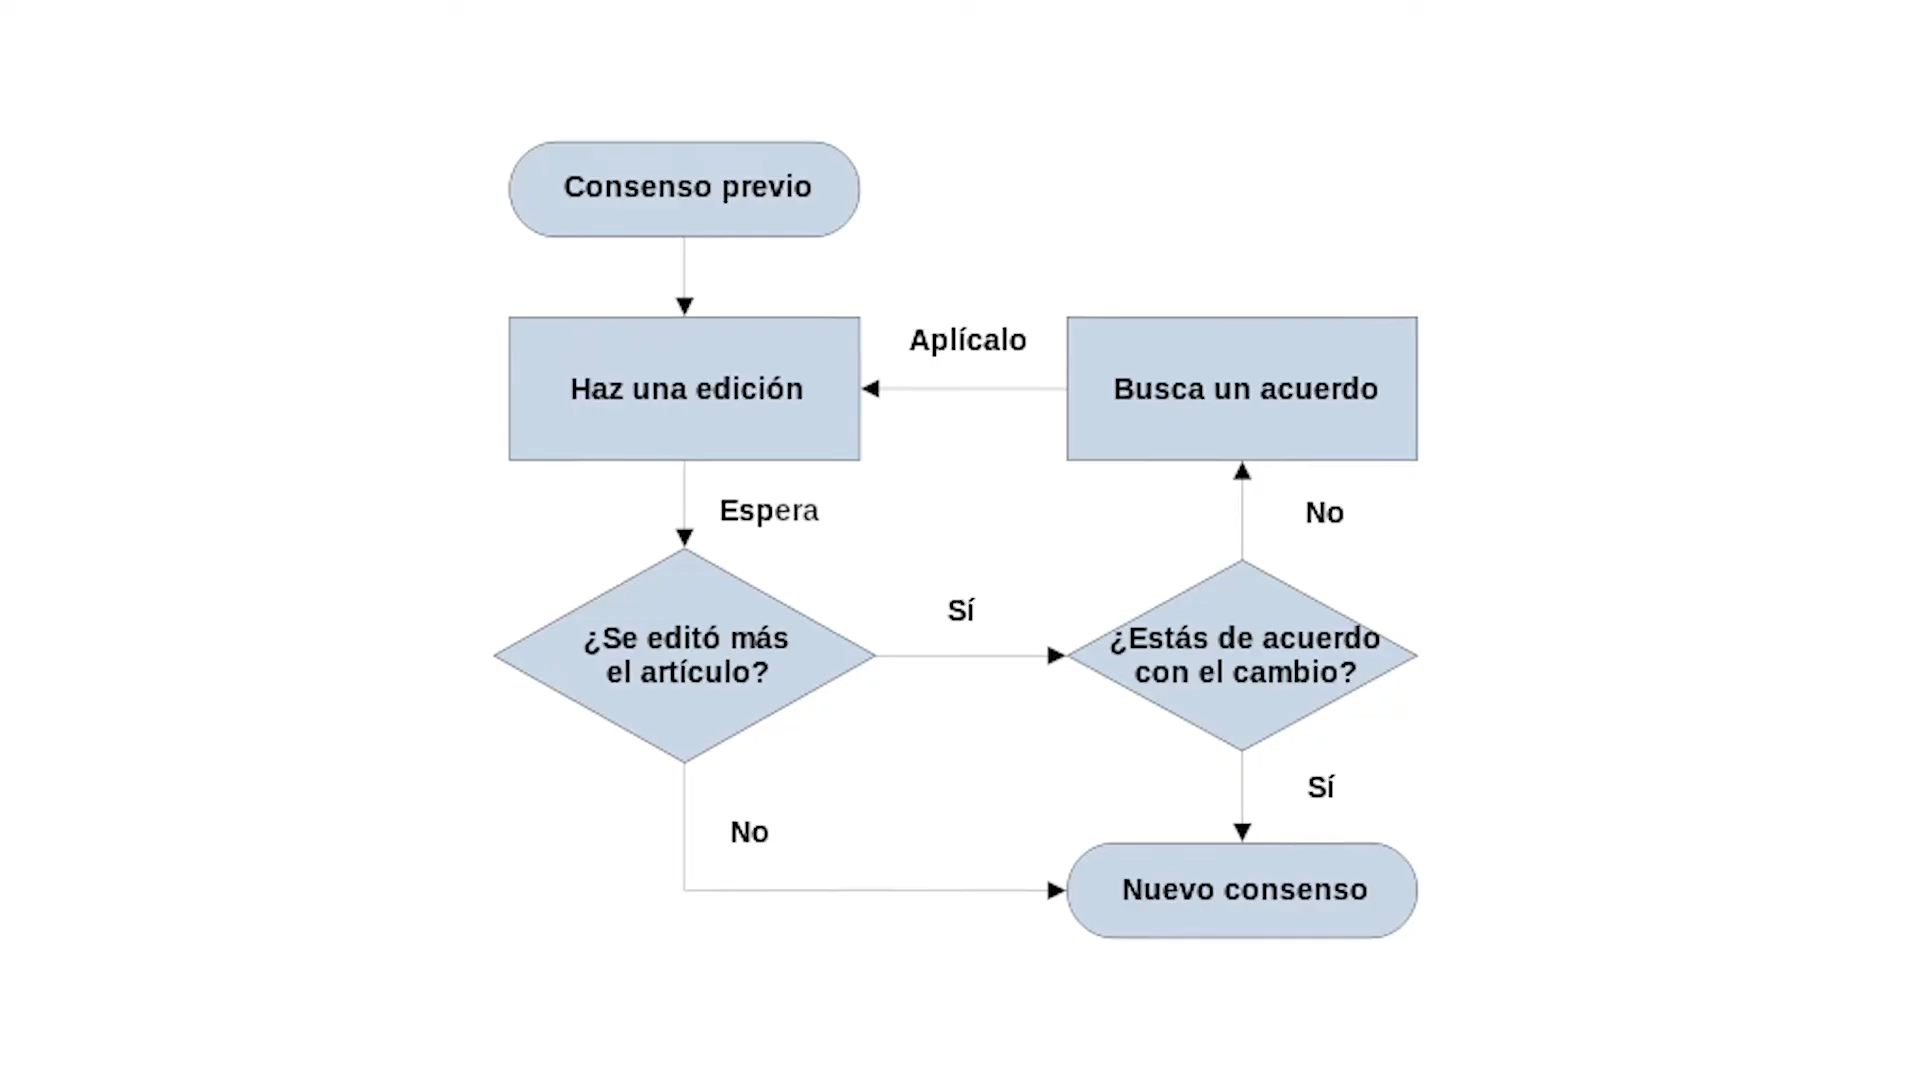 Consenso previo
Aplícalo
Haz una edición
Busca un acuerdo
Espera
No
Sí
¿Se editó más
el artículo?
¿Estás de acuerdo
con el cambio?
Sí
No
Nuevo consenso